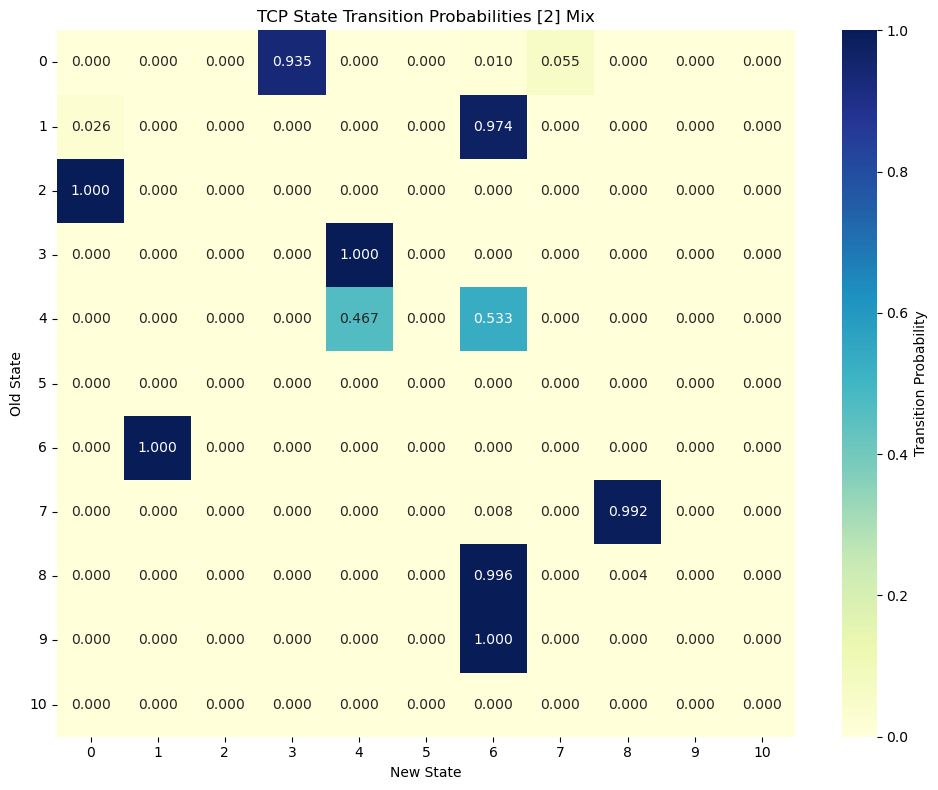 TCP State Transition Probabilities [2] Mix
0 0.000 0.000 0.000 0.935 0.000 0.000 0.010 0.055 0.000 0.000 0.000
1 0.026 0.000 0.000 0.000 0.000 0.000 0.974 0.000 0.000 0.000 0.000
2 1.000 0.000 0.000 0.000 0.000 0.000 0.000 0.000 0.000 0.000 0.000
3 0.000 0.000 0.000 0.000 1.000 0.000 0.000 0.000 0.000 0.000 0.000
4 0.000 0.000 0.000 0.000 0.467 0.000 0.533 0.000 0.000 0.000 0.000
5 0.000 0.000 0.000 0.000 0.000 0.000 0.000 0.000 0.000 0.000 0.000
6 0.000 1.000 0.000 0.000 0.000 0.000 0.000 0.000 0.000 0.000 0.000
7 0.000 0.000 0.000 0.000 0.000 0.000 0.008 0.000 0.992 0.000 0.000
8 0.000 0.000 0.000 0.000 0.000 0.000 0.996 0.000 0.004 0.000 0.000
9 0.000 0.000 0.000 0.000 0.000 0.000 1.000 0.000 0.000 0.000 0.000
10 0.000 0.000 0.000 0.000 0.000 0.000 0.000 0.000 0.000 0.000 0.000
0 1 2 3 4 5 6 7 8 9 10
New State
Old State
1.0
0.8
0.6
0.4
0.2
0.0
Transition Probability